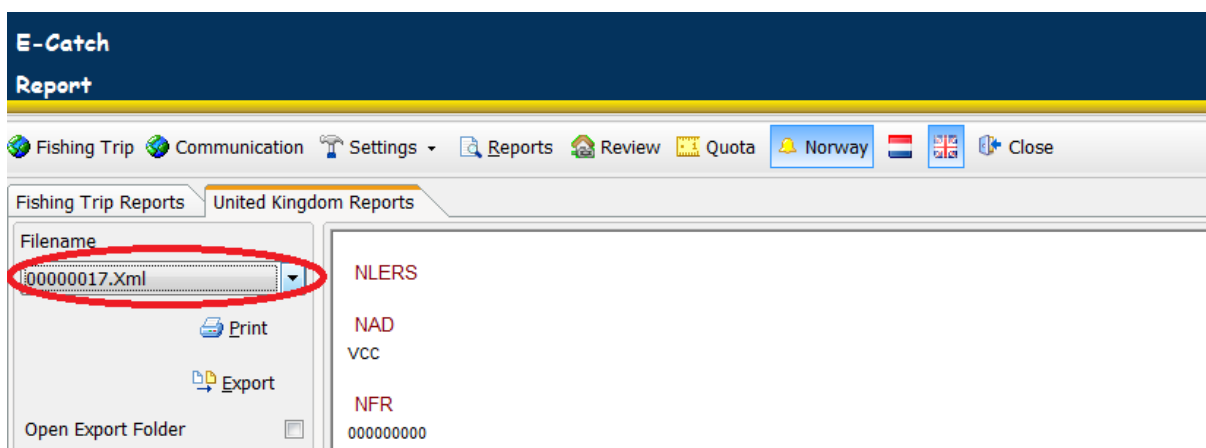 E-Catch
Report
Fishing Trip Communication Settings Reports Review Quota Norway Close
Fishing Trip Reports United Kingdom Reports
Filename
00000017.Xml
Print
Export
Open Export Folder
NLERS
NAD
VCC
NFR
000000000